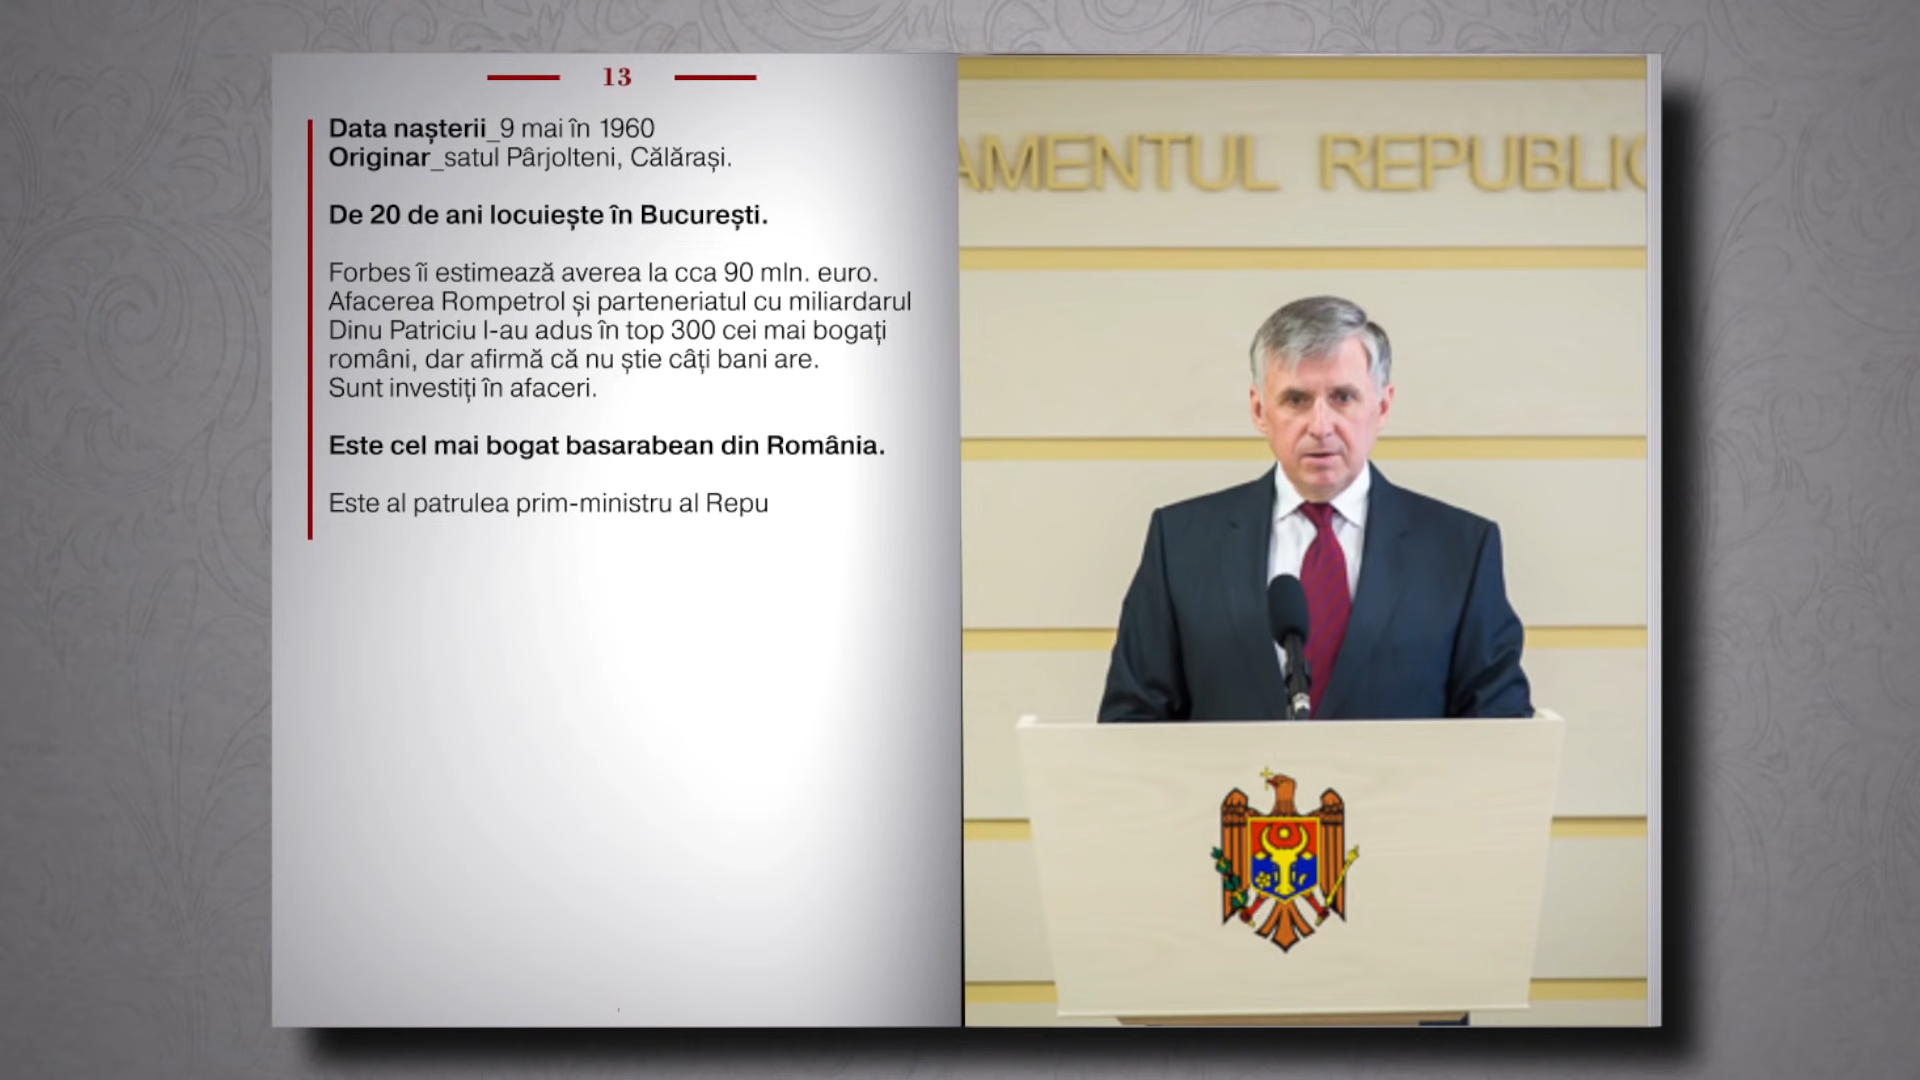 13
Data nașterii_9 mai în 1960
Originar_satul Pârjolteni, Călărași.
De 20 de ani locuiește în București.
Forbes îi estimează averea la cca 90 mln. euro.
Afacerea Rompetrol și parteneriatul cu miliardarul
Dinu Patriciu l-au adus în top 300 cei mai bogați
români, dar afirmă că nu știe câți bani are.
Sunt investiți în afaceri.
Este cel mai bogat basarabean din România.
Este al patrulea prim-ministru al Repu
AMENTUL REPUBLIC